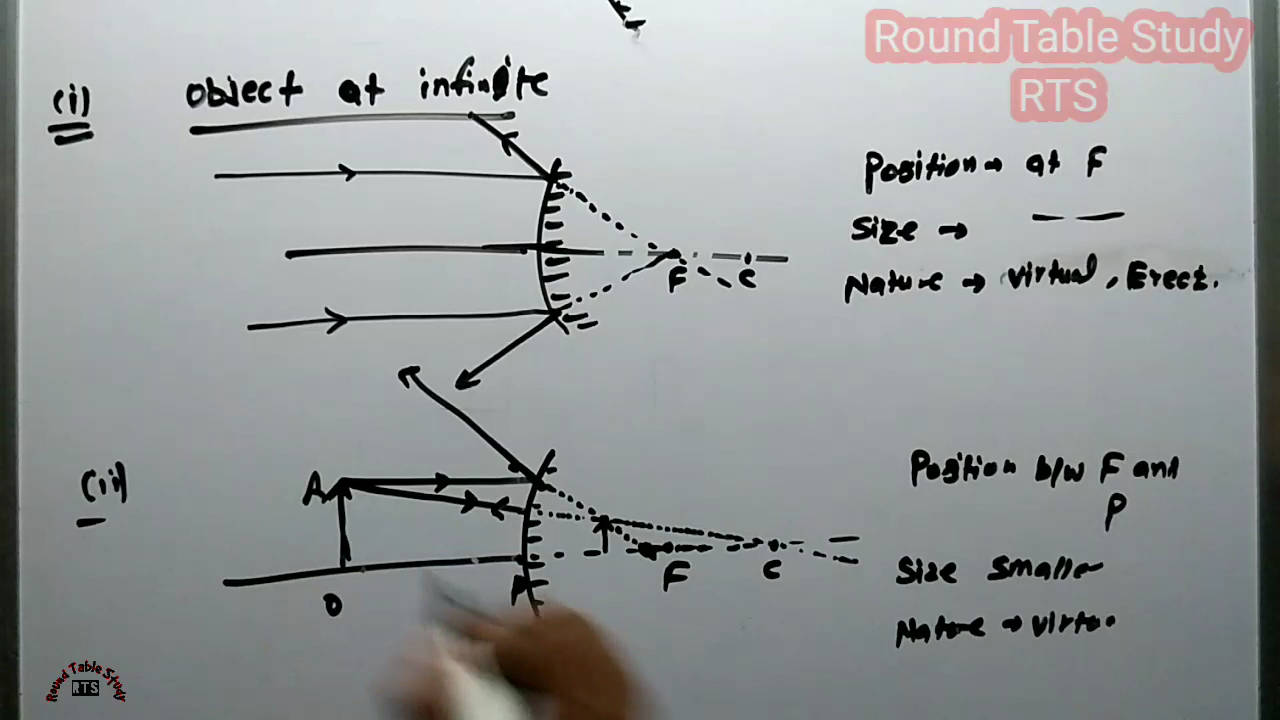 Round Table Study
RTS
(i) object at infinite
Position → at F
Size → — —
Nature → virtual, Erect.
F C
(ii)
A
O
P
F C
Position b/w F and
P
Size smaller
Nature → virtu
Round Table Study
RTS